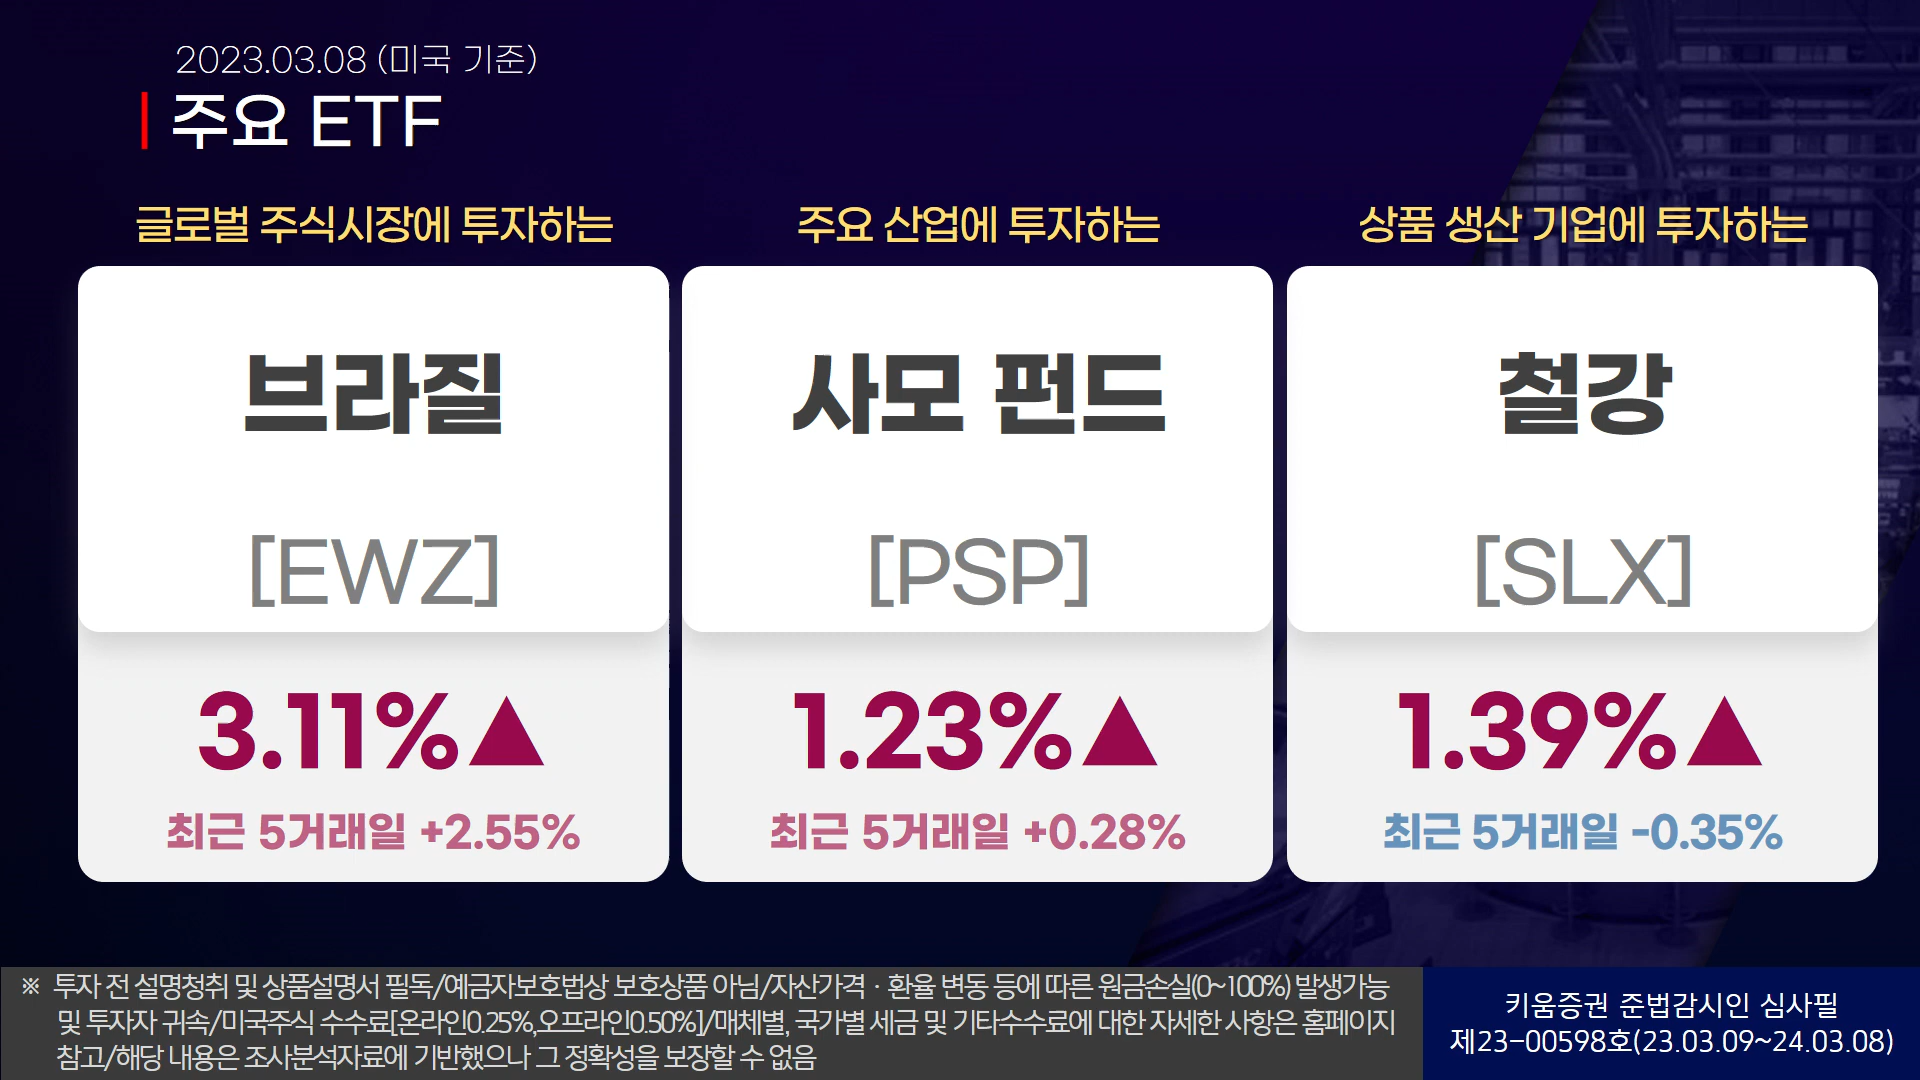 2023.03.08 (미국 기준)
주요 ETF
글로벌 주식시장에 투자하는
브라질
[EWZ]
3.11%▲
최근 5거래일 +2.55%
주요 산업에 투자하는
사모 펀드
[PSP]
1.23%▲
최근 5거래일 +0.28%
상품 생산 기업에 투자하는
철강
[SLX]
1.39%▲
최근 5거래일 -0.35%
※ 투자 전 설명청취 및 상품설명서 필독/예금자보호법상 보호상품 아님/자산가격 · 환율 변동 등에 따른 원금손실(0~100%) 발생가능
및 투자자 귀속/미국주식 수수료[온라인0.25%,오프라인0.50%]/매체별, 국가별 세금 및 기타수수료에 대한 자세한 사항은 홈페이지
참고/해당 내용은 조사분석자료에 기반했으나 그 정확성을 보장할 수 없음
키움증권 준법감시인 심사필
제23-00598호(23.03.09~24.03.08)